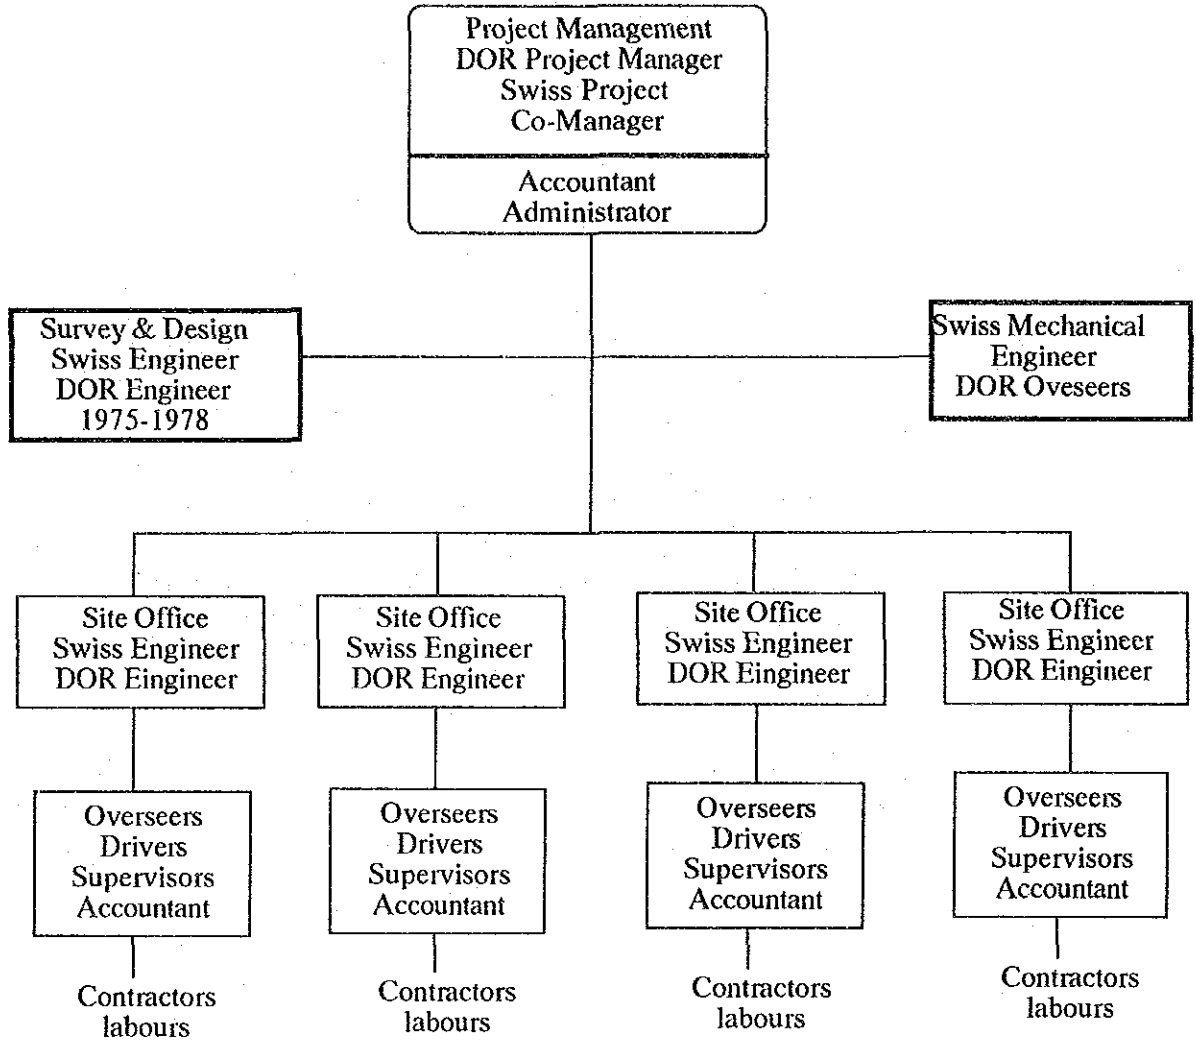 Project Management
DOR Project Manager
Swiss Project
Co-Manager
Accountant
Administrator
Survey & Design
Swiss Engineer
DOR Engineer
1975-1978
Swiss Mechanical
Engineer
DOR Oveseers
Site Office
Swiss Engineer
DOR Eingineer
Site Office
Swiss Engineer
DOR Engineer
Site Office
Swiss Engineer
DOR Eingineer
Site Office
Swiss Engineer
DOR Eingineer
Overseers
Drivers
Supervisors
Accountant
Overseers
Drivers
Supervisors
Accountant
Overseers
Drivers
Supervisors
Accountant
Overseers
Drivers
Supervisors
Accountant
Contractors
labours
Contractors
labours
Contractors
labours
Contractors
labours